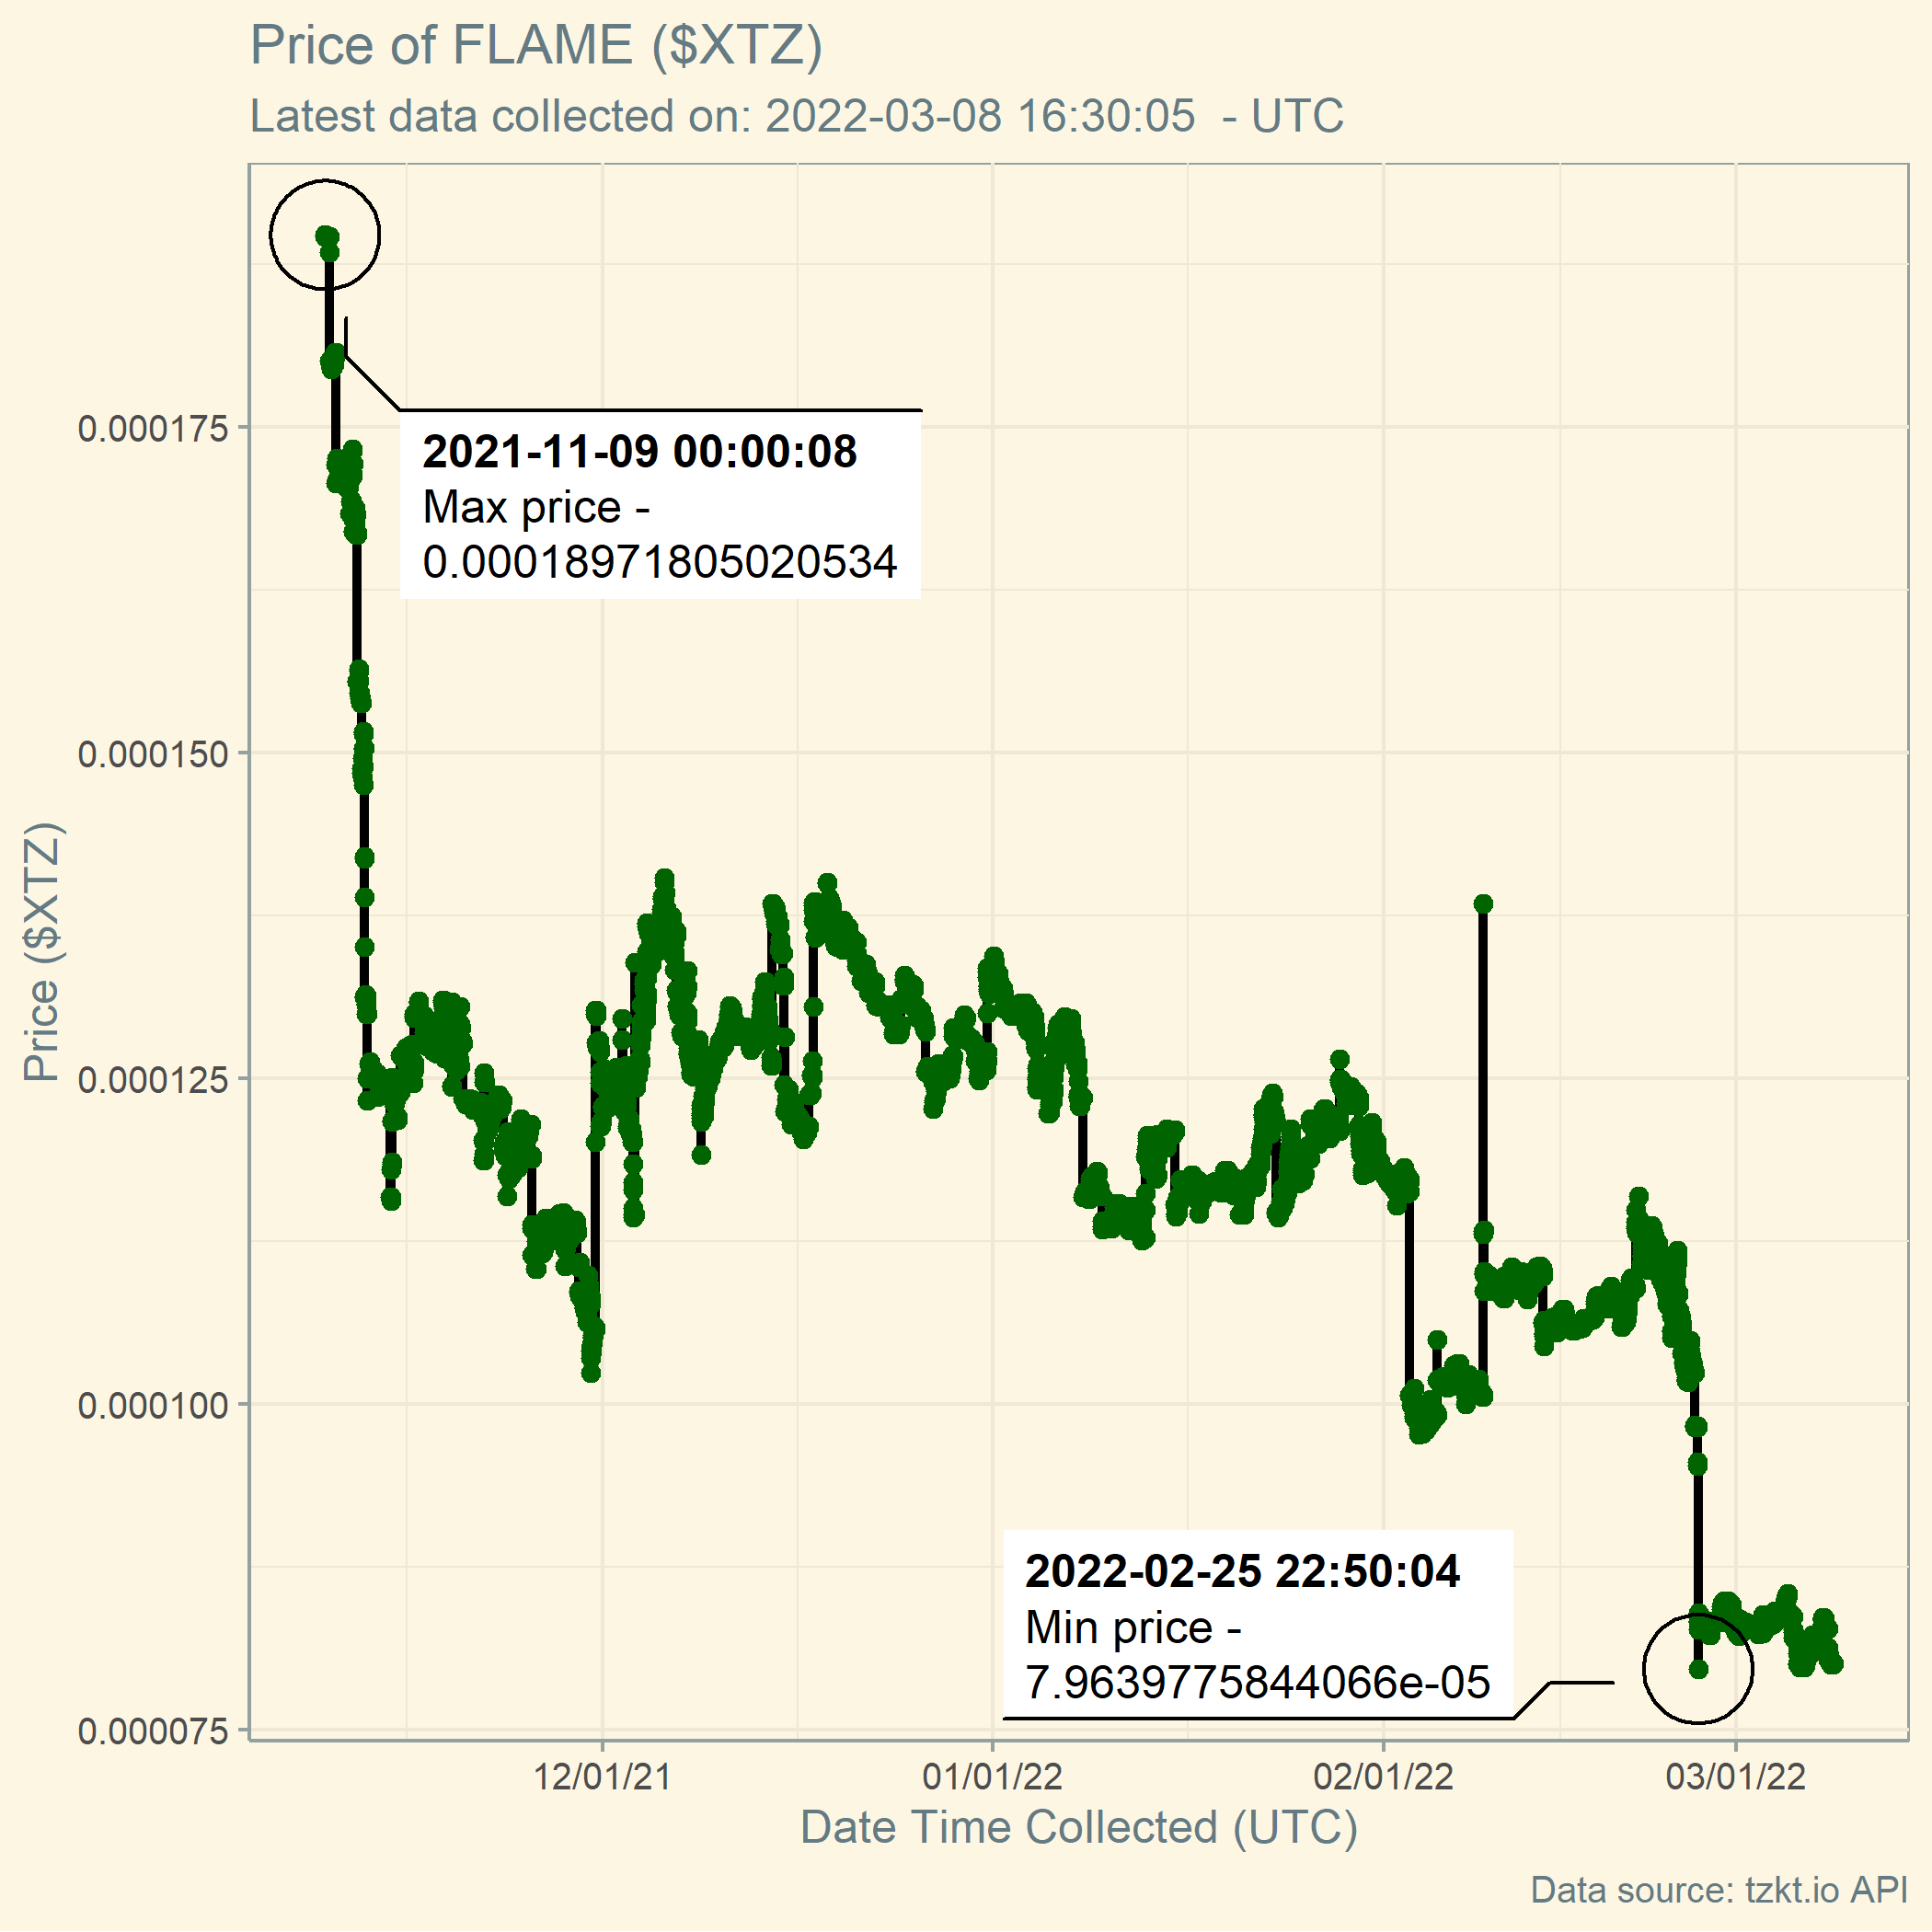 Price of FLAME ($XTZ)
Latest data collected on: 2022-03-08 16:30:05  - UTC
2021-11-09 00:00:08
Max price -
0.00018971805020534
0.000175
0.000150
0.000125
0.000100
0.000075
Price ($XTZ)
2022-02-25 22:50:04
Min price -
7.9639775844066e-05
12/01/21
01/01/22
02/01/22
03/01/22
Date Time Collected (UTC)
Data source: tzkt.io API